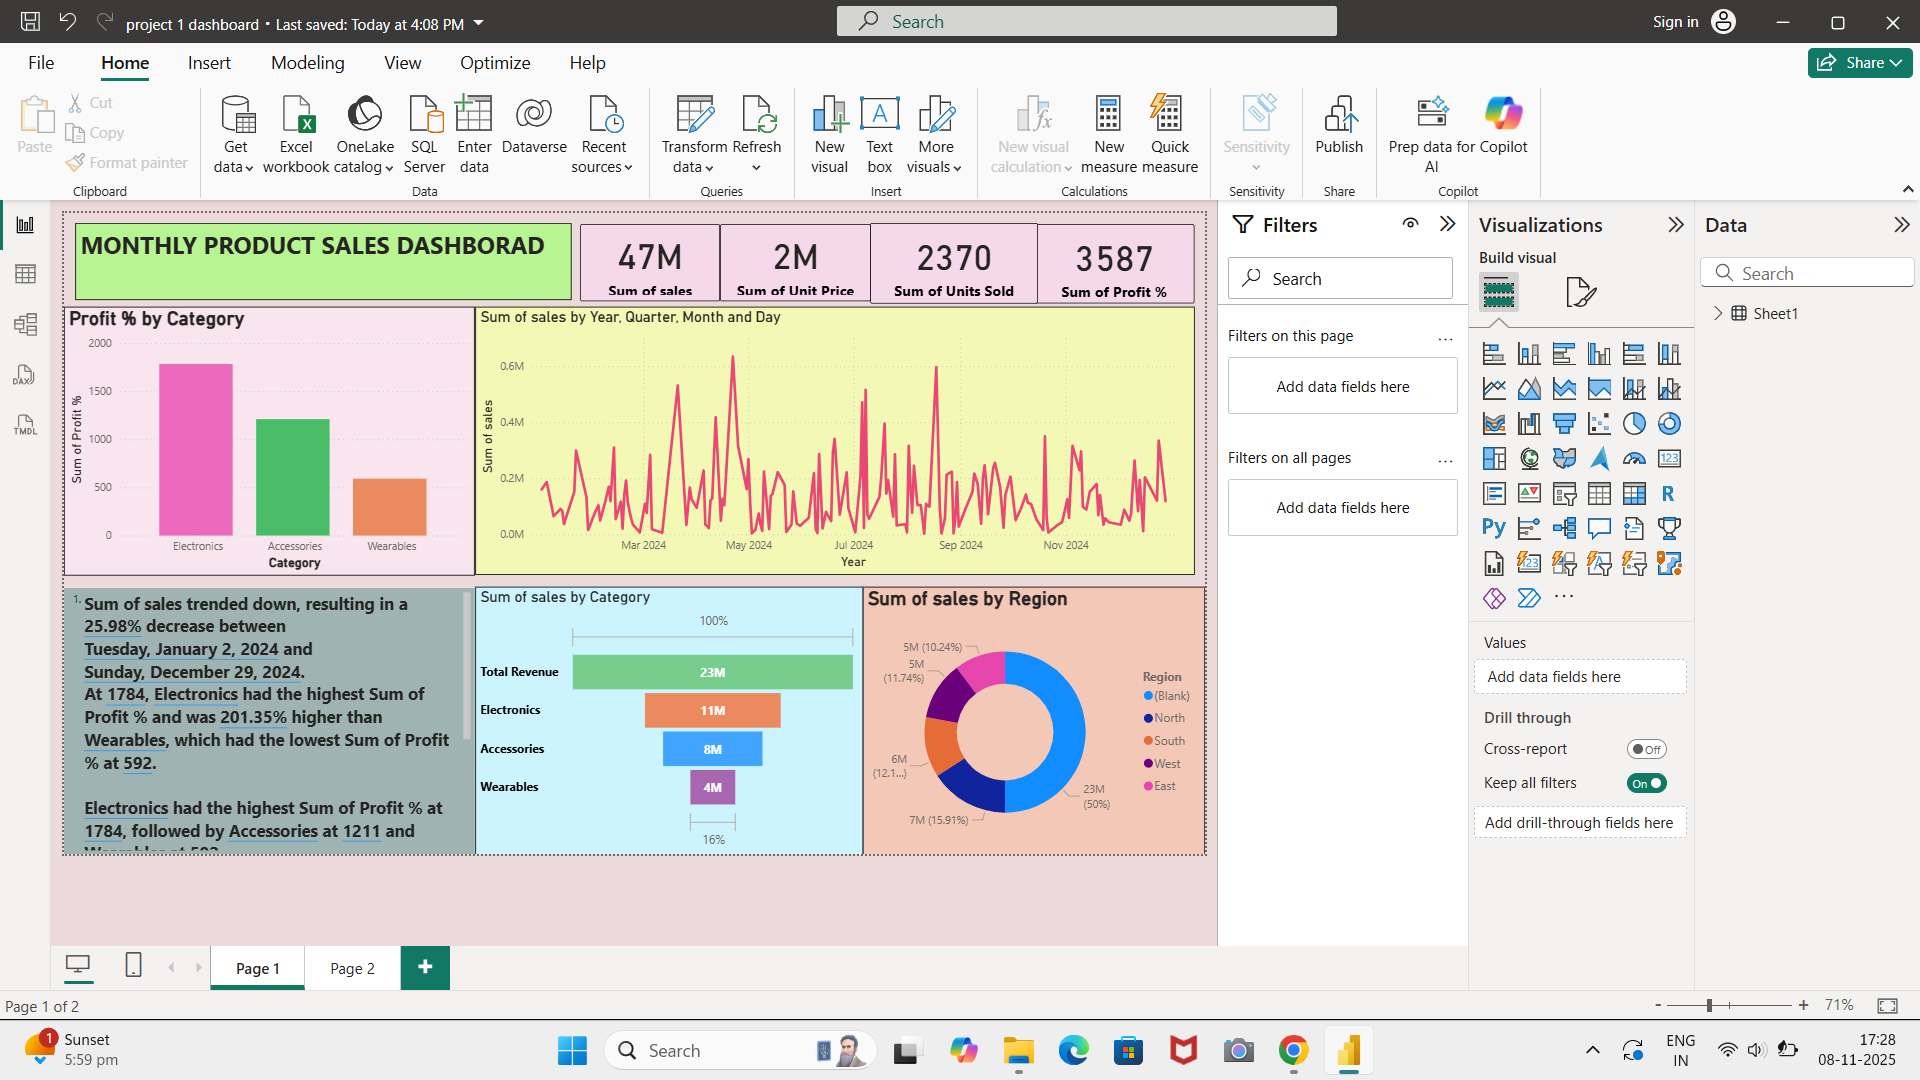 project 1 dashboard • Last saved: Today at 4:08 PM
Search
Sign in
File
Home
Insert
Modeling
View
Optimize
Help
Share
Paste
Cut
Copy
Format painter
Clipboard
Get data
Excel workbook
OneLake catalog
SQL Server
Enter data
Dataverse
Recent sources
Data
Transform data
Refresh
Queries
New visual
Text box
More visuals
Insert
New visual calculation
New measure
Quick measure
Calculations
Sensitivity
Sensitivity
Publish
Share
Prep data for AI
Copilot
Copilot
DAX
TMDL
MONTHLY PRODUCT SALES DASHBORAD
47M
Sum of sales
2M
Sum of Unit Price
2370
Sum of Units Sold
3587
Sum of Profit %
Profit % by Category
Sum of Profit %
2000
1500
1000
500
0
Electronics
Accessories
Wearables
Category
Sum of sales by Year, Quarter, Month and Day
Sum of sales
0.6M
0.4M
0.2M
0.0M
Mar 2024
May 2024
Jul 2024
Sep 2024
Nov 2024
Year
1.
Sum of sales trended down, resulting in a
25.98% decrease between
Tuesday, January 2, 2024 and
Sunday, December 29, 2024.
At 1784, Electronics had the highest Sum of
Profit % and was 201.35% higher than
Wearables, which had the lowest Sum of Profit
% at 592.
Electronics had the highest Sum of Profit % at
1784, followed by Accessories at 1211 and
Wearables at 592.
Sum of sales by Category
100%
Total Revenue
23M
Electronics
11M
Accessories
8M
Wearables
4M
16%
Sum of sales by Region
5M (10.24%)
5M
(11.74%)
6M
(12.1...)
7M (15.91%)
23M
(50%)
Region
(Blank)
North
South
West
East
Filters
Search
Filters on this page
...
Add data fields here
Filters on all pages
...
Add data fields here
Visualizations
Build visual
123
R
Py
123
...
Values
Add data fields here
Drill through
Cross-report
Off
Keep all filters
On
Add drill-through fields here
Data
Search
Sheet1
Page 1
Page 2
+
Page 1 of 2
-
+
71%
1
Sunset
5:59 pm
Search
ENG
IN
17:28
08-11-2025